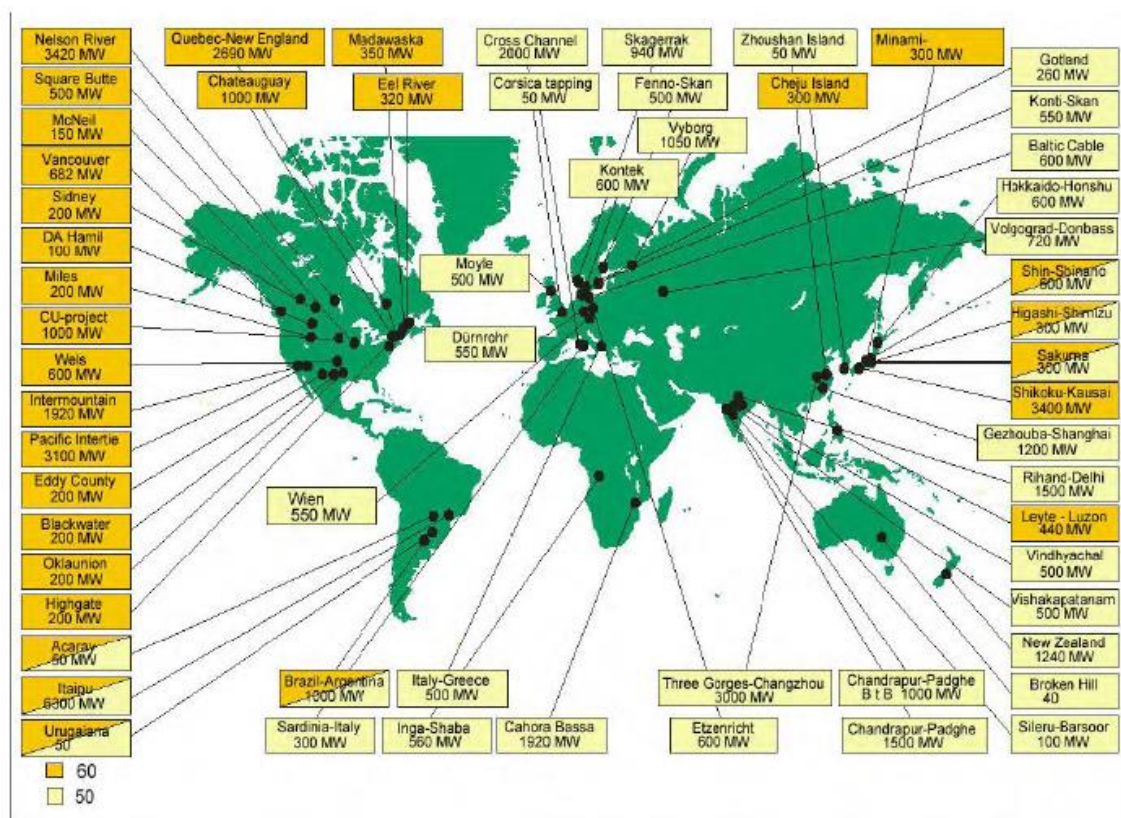 Nelson River
3420 MW
Square Butte
500 MW
McNeil
150 MW
Vancouver
682 MW
Sidney
200 MW
DA Hamil
100 MW
Miles
200 MW
CU-project
1000 MW
Wels
600 MW
Intermountain
1920 MW
Pacific Intertie
3100 MW
Eddy County
200 MW
Blackwater
200 MW
Oklaunion
200 MW
Highgate
200 MW
Acaray
50 MW
Itaipu
6300 MW
Urugaiana
50
60
50
Quebec-New England
2690 MW
Chateauguay
1000 MW
Madawaska
350 MW
Eel River
320 MW
Cross Channel
2000 MW
Corsica tapping
50 MW
Skagerrak
940 MW
Fenno-Skan
500 MW
Vyborg
1050 MW
Kontek
600 MW
Zhoushan Island
50 MW
Cheju Island
300 MW
Minami-
300 MW
Moyle
500 MW
Dürnrohr
550 MW
Wien
550 MW
Gotland
260 MW
Konti-Skan
550 MW
Baltic Cable
600 MW
Hokkaido-Honshu
600 MW
Volgograd-Donbass
720 MW
Shin-Shinano
600 MW
Higashi-Shimizu
300 MW
Sakuma
300 MW
Shikoku-Kausai
3400 MW
Gezhouba-Shanghai
1200 MW
Rihand-Delhi
1500 MW
Leyte - Luzon
440 MW
Vindhyachal
500 MW
Vishakapatanam
500 MW
New Zealand
1240 MW
Broken Hill
40
Sileru-Barsoor
100 MW
Brazil-Argentina
1000 MW
Italy-Greece
500 MW
Three Gorges-Changzhou
3000 MW
Chandrapur-Padghe
B t B 1000 MW
Sardinia-Italy
300 MW
Inga-Shaba
560 MW
Cahora Bassa
1920 MW
Etzenricht
600 MW
Chandrapur-Padghe
1500 MW